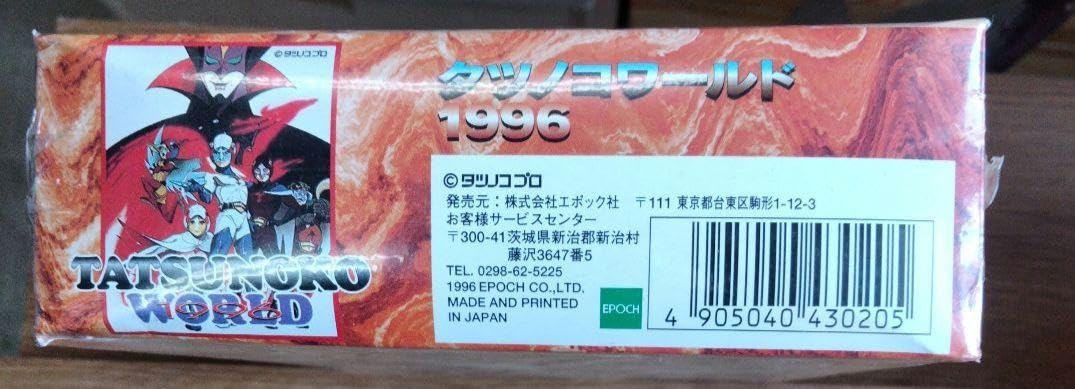 ©タツノコプロ
TATSUNOKO
WORLD
1996
タツノコワールド
1996
©タツノコプロ
発売元:株式会社エポック社 〒111 東京都台東区駒形1-12-3
お客様サービスセンター
〒300-41茨城県新治郡新治村
藤沢3647番5
TEL. 0298-62-5225
1996 EPOCH CO.,LTD.
MADE AND PRINTED
IN JAPAN
EPOCH
4 905040 430205